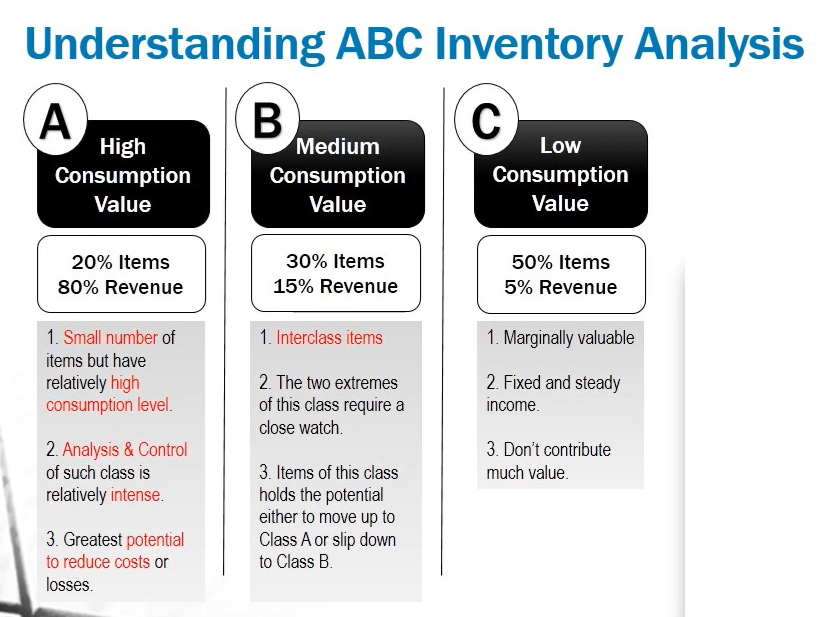 Understanding ABC Inventory Analysis
A
High
Consumption
Value
20% Items
80% Revenue
1. Small number of
items but have
relatively high
consumption level.
2. Analysis & Control
of such class is
relatively intense.
3. Greatest potential
to reduce costs or
losses.
B
Medium
Consumption
Value
30% Items
15% Revenue
1. Interclass items
2. The two extremes
of this class require a
close watch.
3. Items of this class
holds the potential
either to move up to
Class A or slip down
to Class B.
C
Low
Consumption
Value
50% Items
5% Revenue
1. Marginally valuable
2. Fixed and steady
income.
3. Don’t contribute
much value.